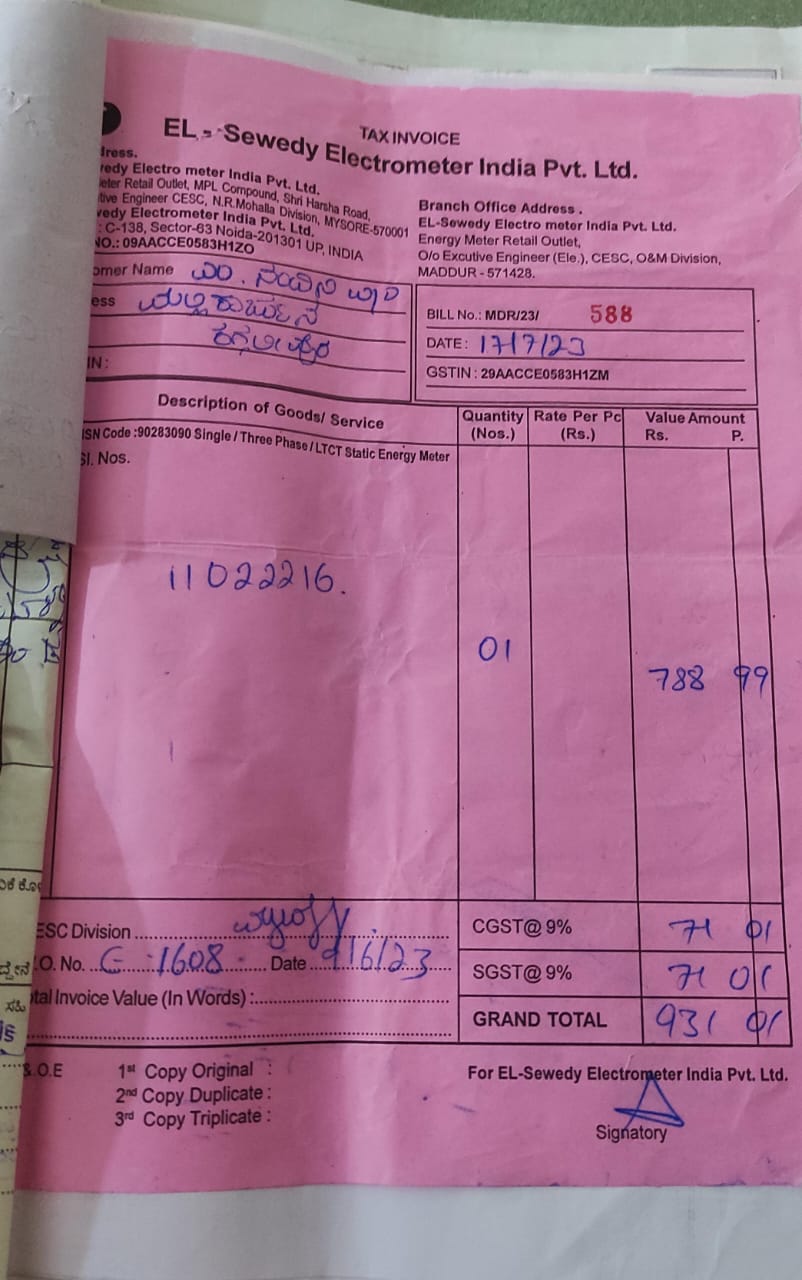 TAX INVOICE
EL - Sewedy Electrometer India Pvt. Ltd.
dress.
vedy Electro meter India Pvt. Ltd.
eter Retail Outlet, MPL Compound, Shri Harsha Road,
tive Engineer CESC, N.R.Mohalla Division, MYSORE-570001
wedy Electrometer India Pvt. Ltd.
: C-138, Sector-63 Noida-201301 UP, INDIA
NO.: 09AACCE0583H1ZO
Branch Office Address .
EL-Sewedy Electro meter India Pvt. Ltd.
Energy Meter Retail Outlet,
O/o Excutive Engineer (Ele.), CESC, O&M Division,
MADDUR - 571428.
omer Name
ess
IN :
BILL No.: MDR/23/ 588
DATE : 17/7/23
GSTIN : 29AACCE0583H1ZM
Description of Goods/ Service
Quantity (Nos.)
Rate Per Pc (Rs.)
Value Amount Rs. P.
ISN Code :90283090 Single / Three Phase / LTCT Static Energy Meter
Sl. Nos.
11022216.
01
788 99
ESC Division
CGST@ 9% 71 01
.O. No. 1608 Date 9/6/23
SGST@ 9% 71 01
tal Invoice Value (In Words) :
GRAND TOTAL 931 01
S.O.E
1st Copy Original :
2nd Copy Duplicate :
3rd Copy Triplicate :
For EL-Sewedy Electrometer India Pvt. Ltd.
Signatory